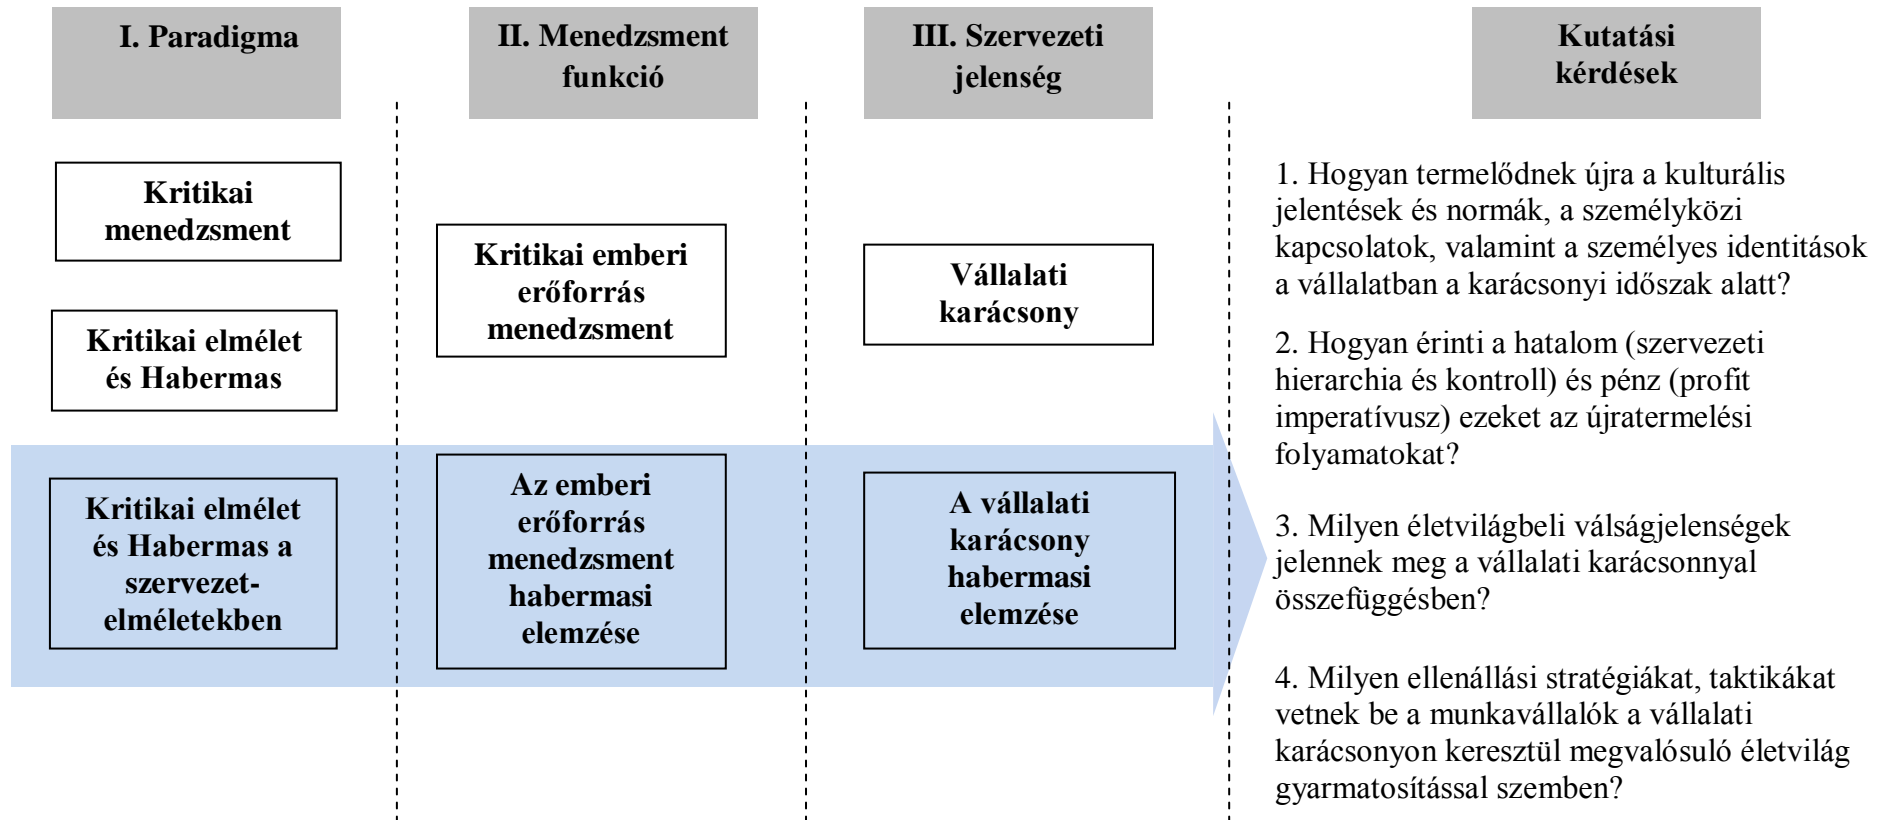 I. Paradigma
Kritikai
menedzsment
Kritikai elmélet
és Habermas
Kritikai elmélet
és Habermas a
szervezet-
elméletekben
II. Menedzsment
funkció
Kritikai emberi
erőforrás
menedzsment
Az emberi
erőforrás
menedzsment
habermasi
elemzése
III. Szervezeti
jelenség
Vállalati
karácsony
A vállalati
karácsony
habermasi
elemzése
Kutatási
kérdések
1. Hogyan termelődnek újra a kulturális
jelentések és normák, a személyközi
kapcsolatok, valamint a személyes identitások
a vállalatban a karácsonyi időszak alatt?
2. Hogyan érinti a hatalom (szervezeti
hierarchia és kontroll) és pénz (profit
imperatívusz) ezeket az újratermelési
folyamatokat?
3. Milyen életvilágbeli válságjelenségek
jelennek meg a vállalati karácsonnyal
összefüggésben?
4. Milyen ellenállási stratégiákat, taktikákat
vetnek be a munkavállalók a vállalati
karácsonyon keresztül megvalósuló életvilág
gyarmatosítással szemben?